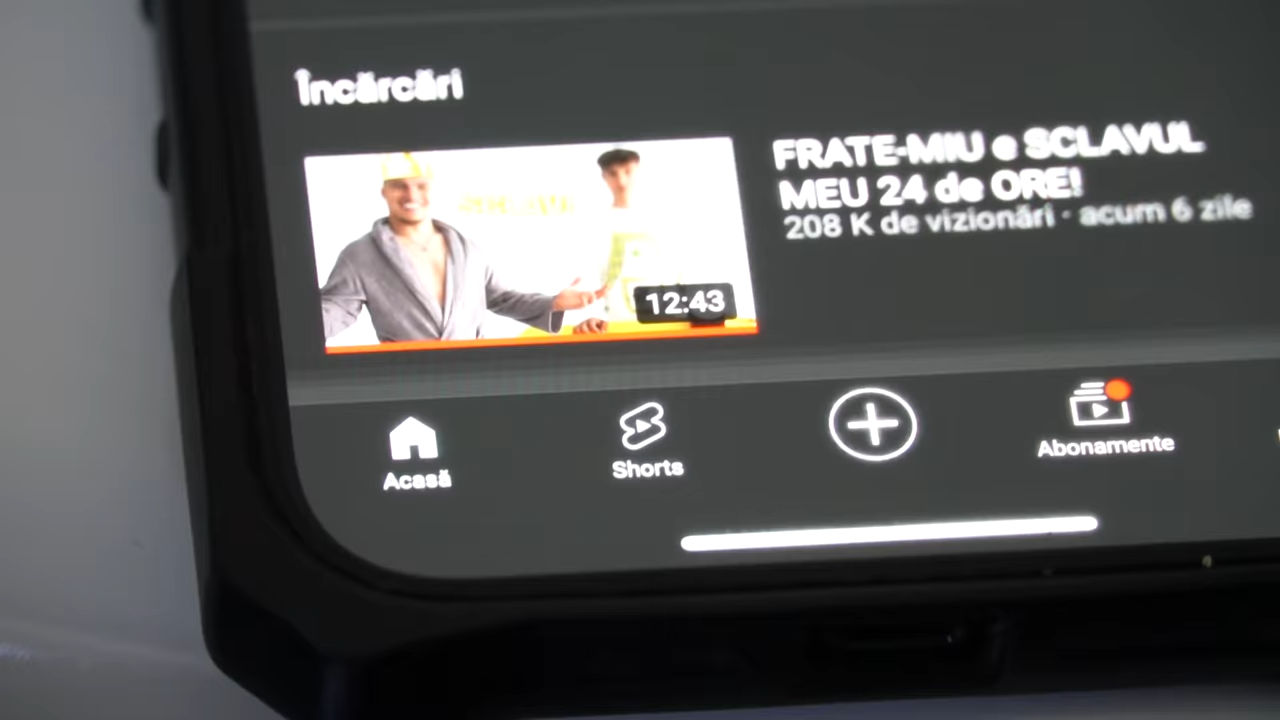 Încărcări
FRATE-MIU e SCLAVUL
MEU 24 de ORE!
208 K de vizionări · acum 6 zile
12:43
Acasă
Shorts
Abonamente